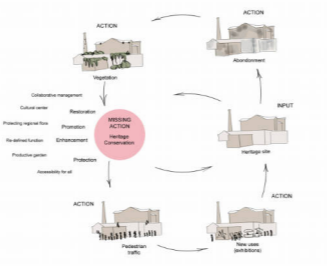 ACTION
ACTION
Vegetation
Abandonment
Collaborative management
Cultural center
Restoration
Protecting regional flora
Promotion
Re-defined function
Enhancement
Productive garden
Protection
Accessibility for all
MISSING
ACTION
Heritage
Conservation
INPUT
Heritage site
ACTION
ACTION
Pedestrian
traffic
New uses
(exhibitions)